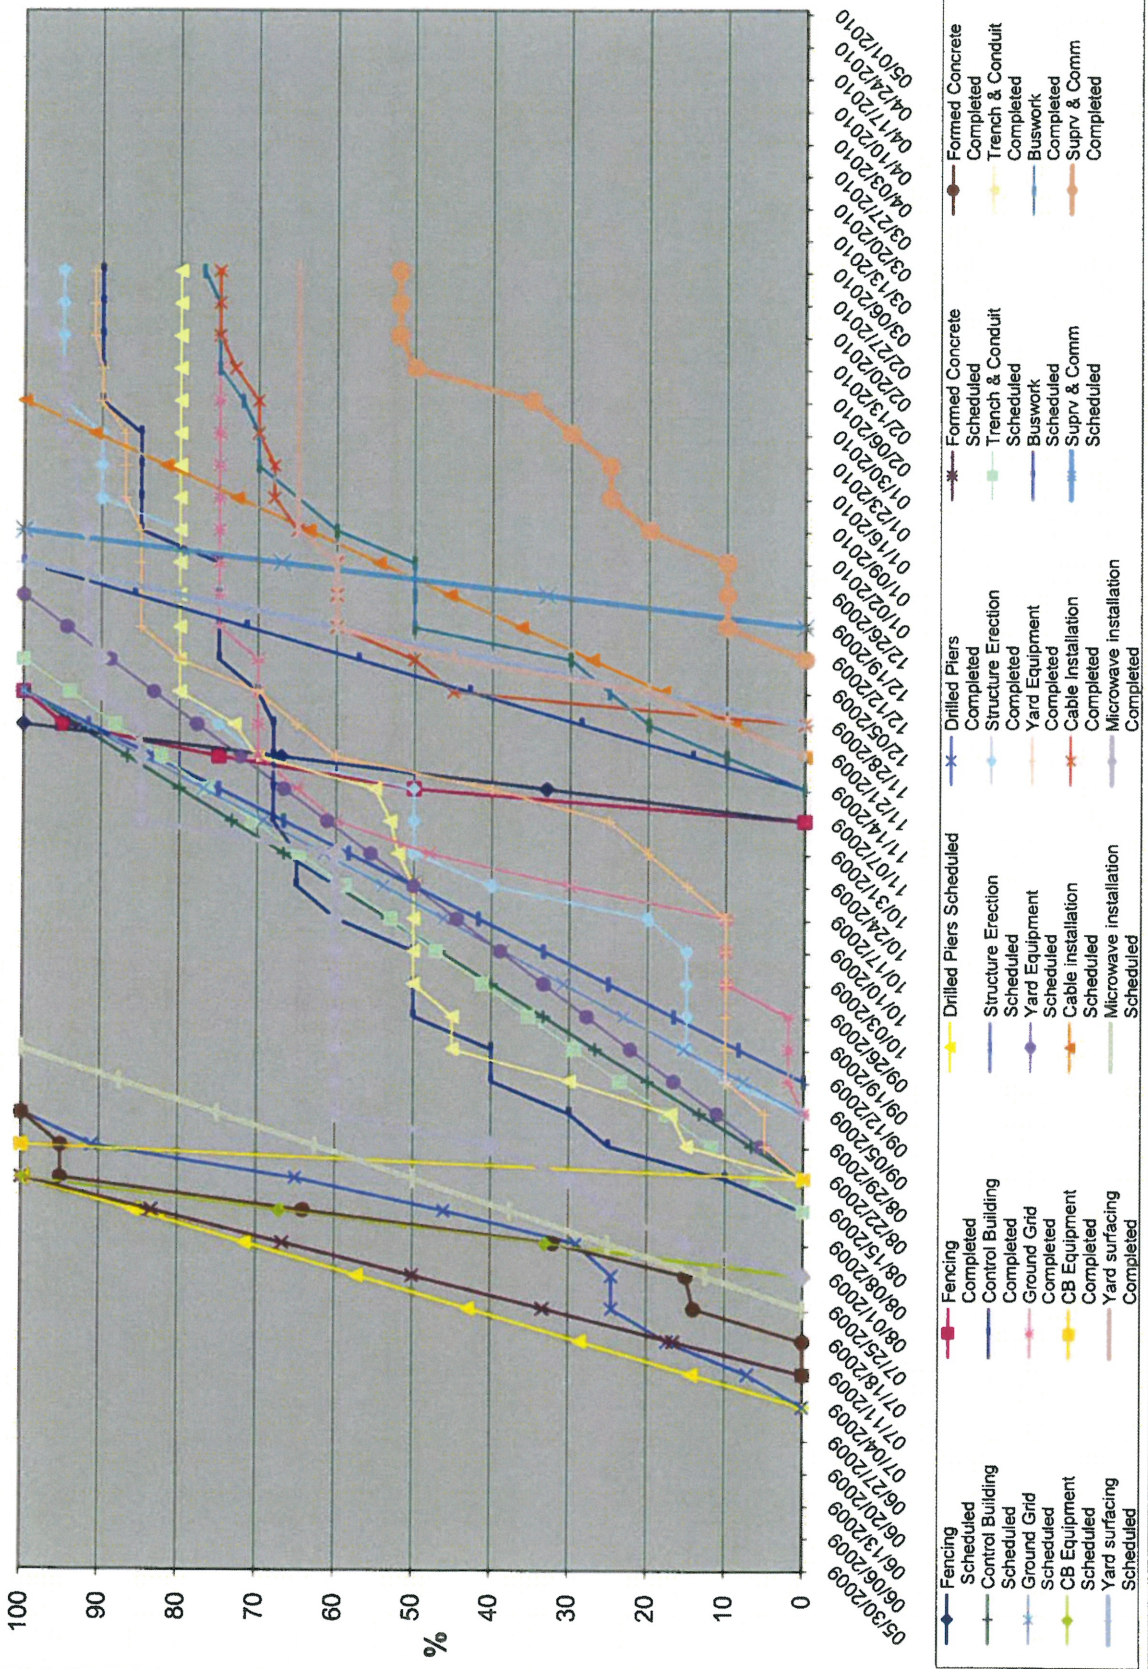 100
90
80
70
60
50
40
30
20
10
0
%
05/30/2009
06/06/2009
06/13/2009
06/20/2009
06/27/2009
07/04/2009
07/11/2009
07/18/2009
07/25/2009
08/01/2009
08/08/2009
08/15/2009
08/22/2009
08/29/2009
09/05/2009
09/12/2009
09/19/2009
09/26/2009
10/03/2009
10/10/2009
10/17/2009
10/24/2009
10/31/2009
11/07/2009
11/14/2009
11/21/2009
11/28/2009
12/05/2009
12/12/2009
12/19/2009
12/26/2009
01/02/2010
01/09/2010
01/16/2010
01/23/2010
01/30/2010
02/06/2010
02/13/2010
02/20/2010
02/27/2010
03/06/2010
03/13/2010
03/20/2010
03/27/2010
04/03/2010
04/10/2010
04/17/2010
04/24/2010
05/01/2010
Fencing
Scheduled
Fencing
Completed
Drilled Piers Scheduled
Drilled Piers
Completed
Formed Concrete
Scheduled
Formed Concrete
Completed
Control Building
Scheduled
Control Building
Completed
Structure Erection
Scheduled
Structure Erection
Completed
Trench & Conduit
Scheduled
Trench & Conduit
Completed
Ground Grid
Scheduled
Ground Grid
Completed
Yard Equipment
Scheduled
Yard Equipment
Completed
Buswork
Scheduled
Buswork
Completed
CB Equipment
Scheduled
CB Equipment
Completed
Cable installation
Scheduled
Cable Installation
Completed
Suprv & Comm
Scheduled
Suprv & Comm
Completed
Yard surfacing
Scheduled
Yard surfacing
Completed
Microwave installation
Scheduled
Microwave installation
Completed